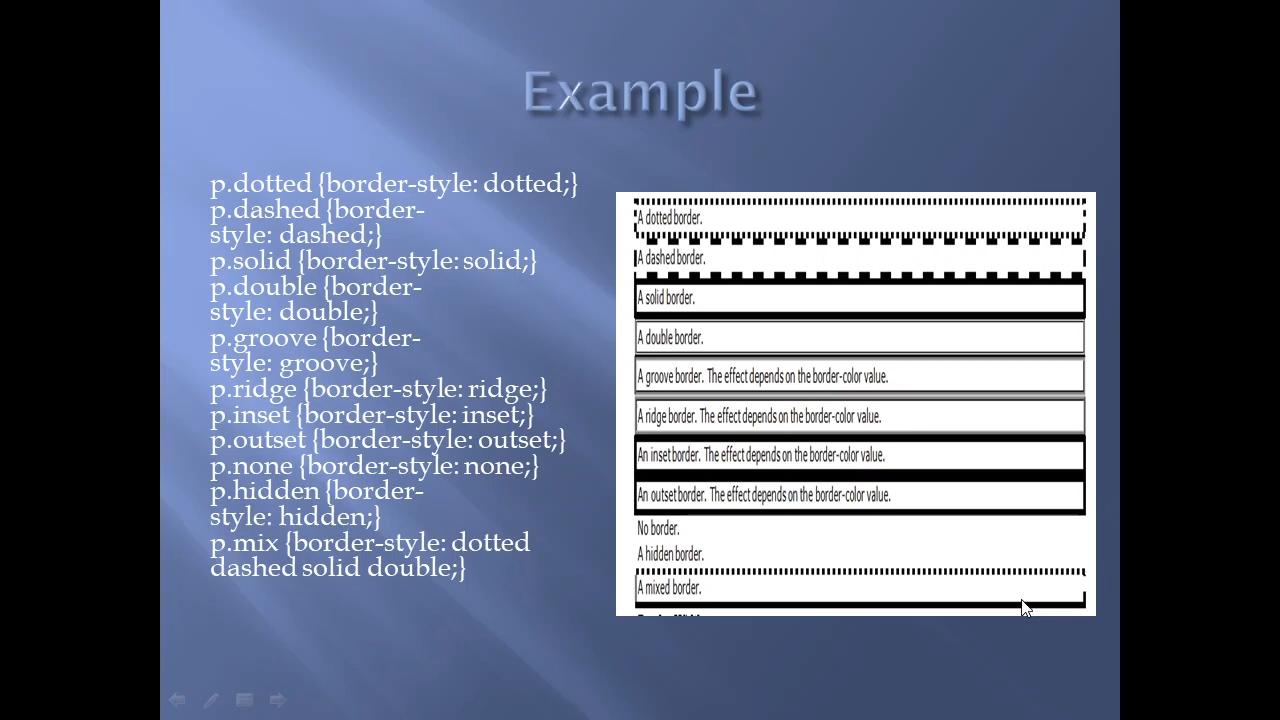 Example
p.dotted {border-style: dotted;}
p.dashed {border-
style: dashed;}
p.solid {border-style: solid;}
p.double {border-
style: double;}
p.groove {border-
style: groove;}
p.ridge {border-style: ridge;}
p.inset {border-style: inset;}
p.outset {border-style: outset;}
p.none {border-style: none;}
p.hidden {border-
style: hidden;}
p.mix {border-style: dotted
dashed solid double;}
A dotted border.
A dashed border.
A solid border.
A double border.
A groove border. The effect depends on the border-color value.
A ridge border. The effect depends on the border-color value.
An inset border. The effect depends on the border-color value.
An outset border. The effect depends on the border-color value.
No border.
A hidden border.
A mixed border.